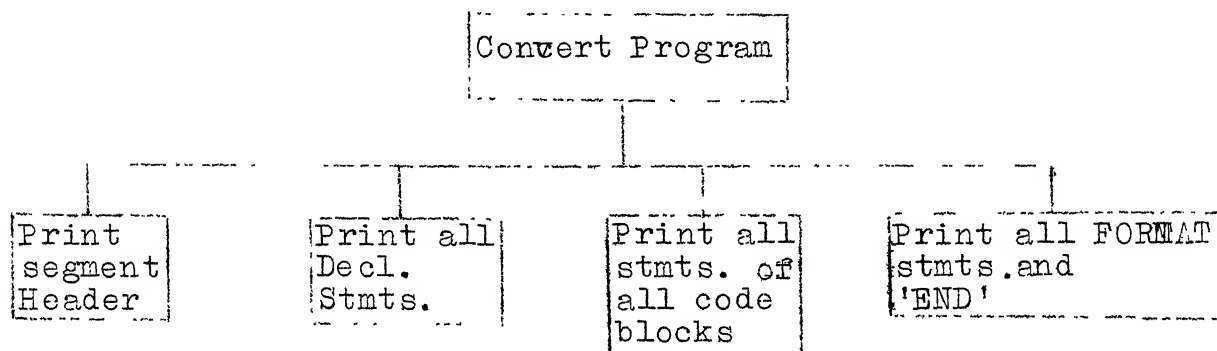 Convert Program
Print
segment
Header
Print all
Decl.
Stmts.
Print all
stmts. of
all code
blocks
Print all FORMAT
stmts.and
'END'